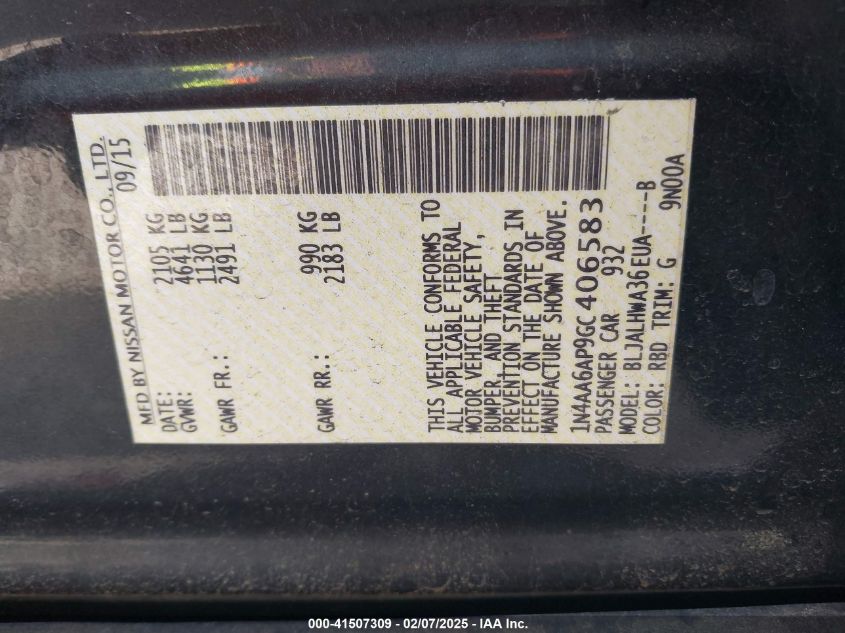 MFD BY NISSAN MOTOR CO., LTD.
DATE: 09/15
GVWR: 2105 KG
4641 LB
GAWR FR.: 1130 KG
2491 LB
GAWR RR.: 990 KG
2183 LB
THIS VEHICLE CONFORMS TO
ALL APPLICABLE FEDERAL
MOTOR VEHICLE SAFETY,
BUMPER, AND THEFT
PREVENTION STANDARDS IN
EFFECT ON THE DATE OF
MANUFACTURE SHOWN ABOVE.
1N4AA6AP9GC406583
PASSENGER CAR 932
MODEL: BLJALHWA36EUA----B
COLOR: RBD TRIM: G 9N00A
000-41507309 - 02/07/2025 - IAA Inc.